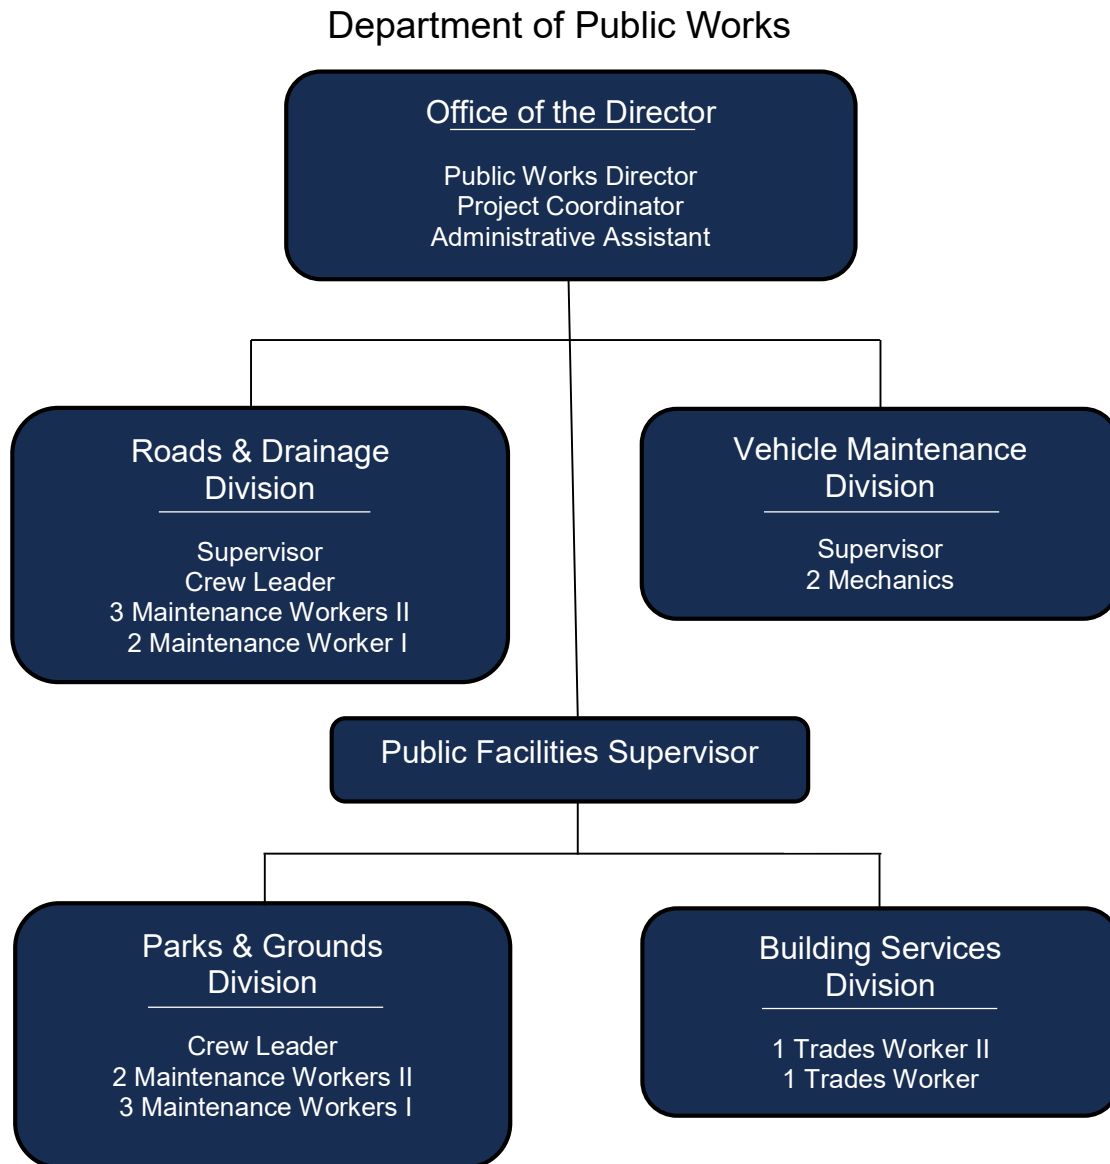 Department of Public Works
Office of the Director
Public Works Director
Project Coordinator
Administrative Assistant
Roads & Drainage
Division
Supervisor
Crew Leader
3 Maintenance Workers II
2 Maintenance Worker I
Vehicle Maintenance
Division
Supervisor
2 Mechanics
Public Facilities Supervisor
Parks & Grounds
Division
Crew Leader
2 Maintenance Workers II
3 Maintenance Workers I
Building Services
Division
1 Trades Worker II
1 Trades Worker